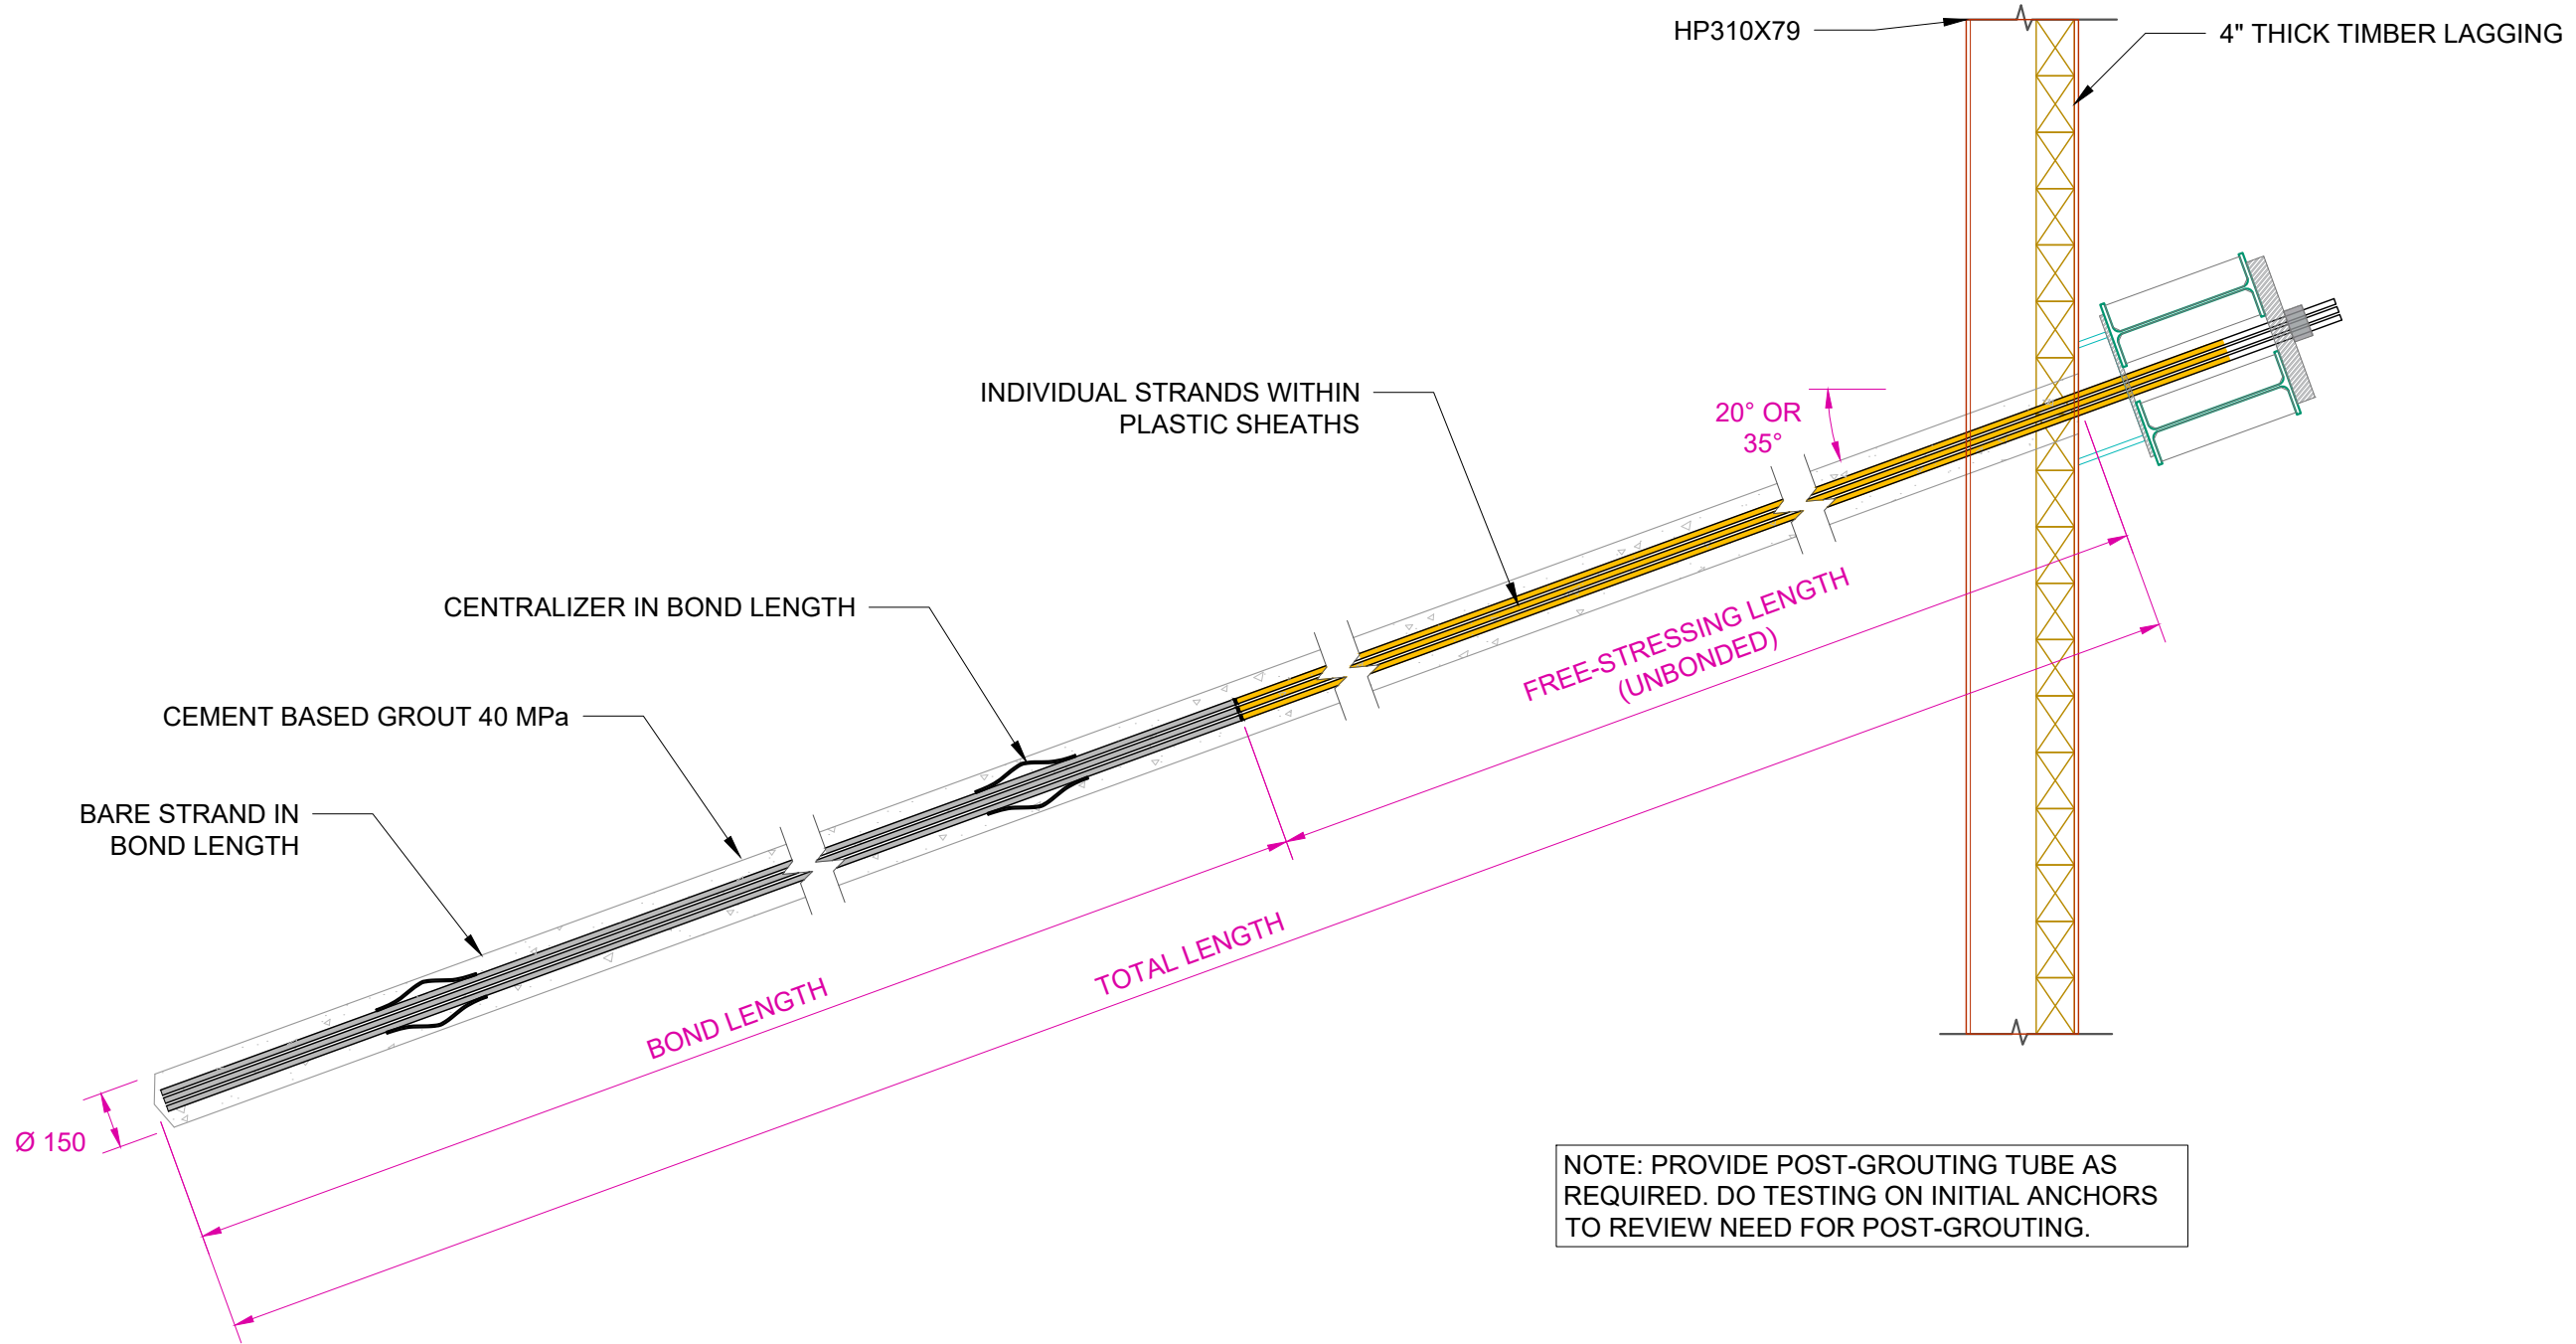 HP310X79
4" THICK TIMBER LAGGING
INDIVIDUAL STRANDS WITHIN
PLASTIC SHEATHS
20° OR
35°
CENTRALIZER IN BOND LENGTH
FREE-STRESSING LENGTH
(UNBONDED)
CEMENT BASED GROUT 40 MPa
BARE STRAND IN
BOND LENGTH
TOTAL LENGTH
BOND LENGTH
Ø 150
NOTE: PROVIDE POST-GROUTING TUBE AS
REQUIRED. DO TESTING ON INITIAL ANCHORS
TO REVIEW NEED FOR POST-GROUTING.